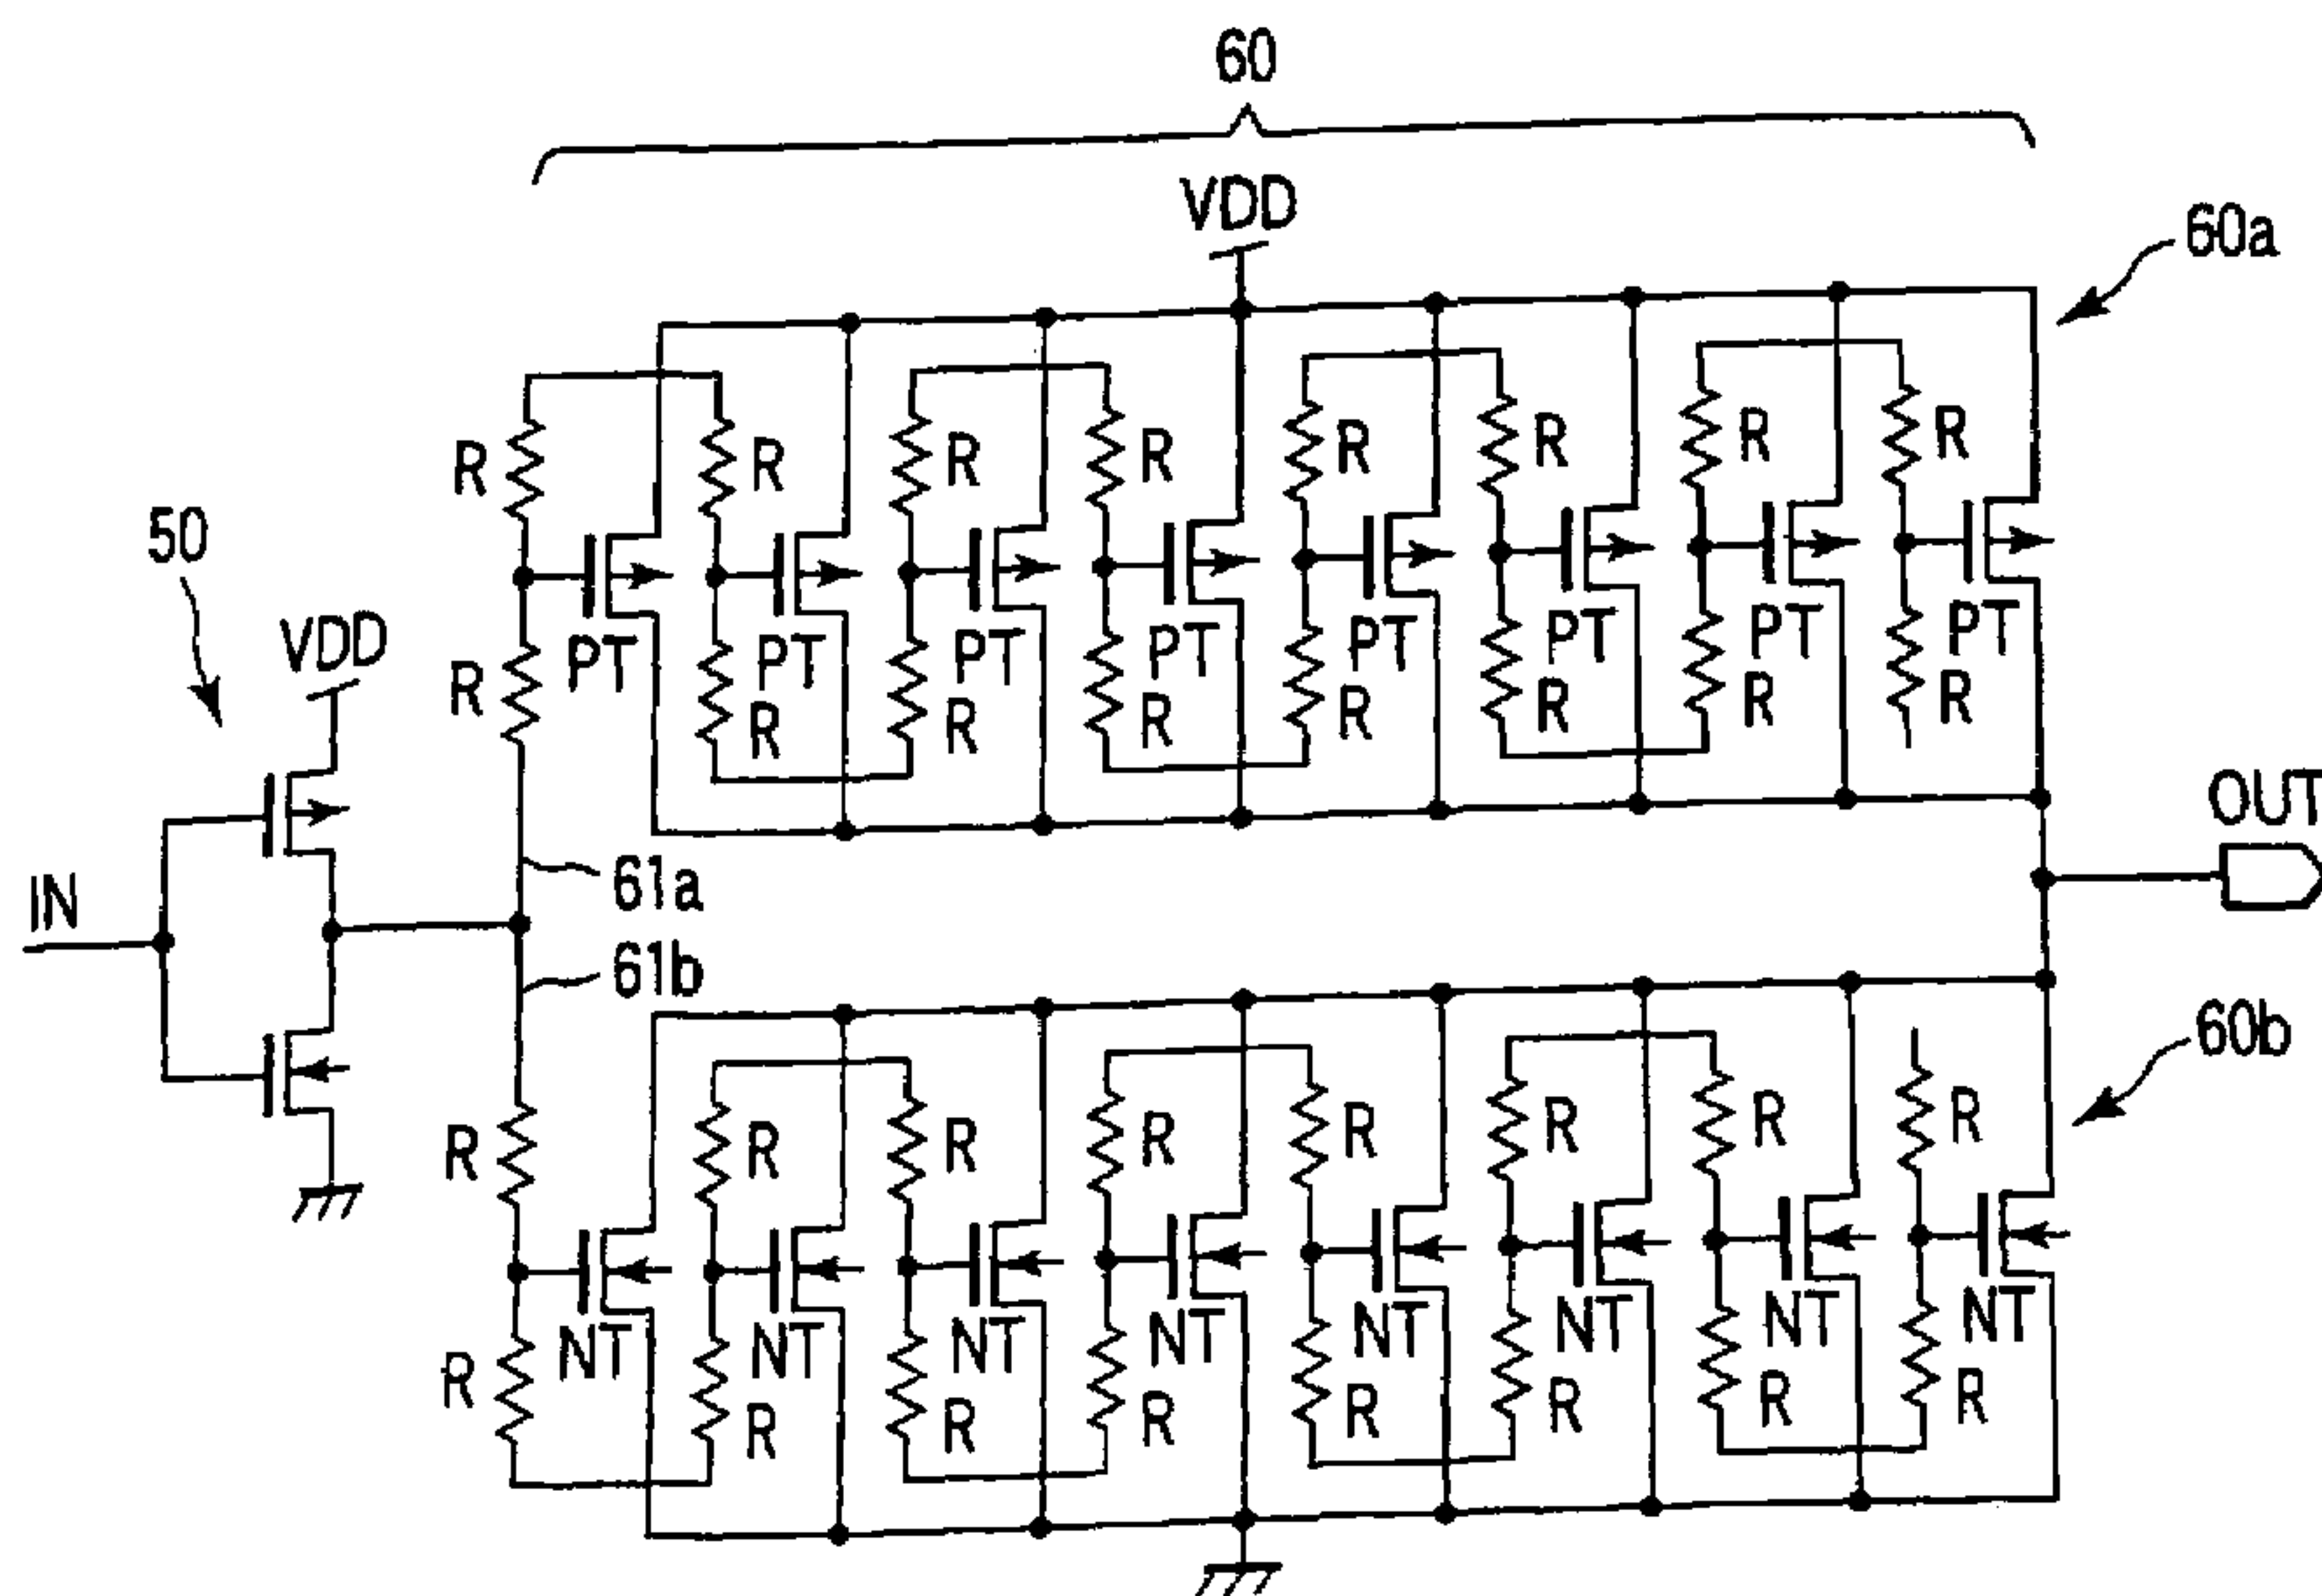 60
VDD
60a
R R R R R R R R
50
VDD
PT PT PT PT PT PT PT PT
R R R R R R R R
OUT
61a
IN
61b
60b
R R R R R R R R
NT NT NT NT NT NT NT NT
R R R R R R R R